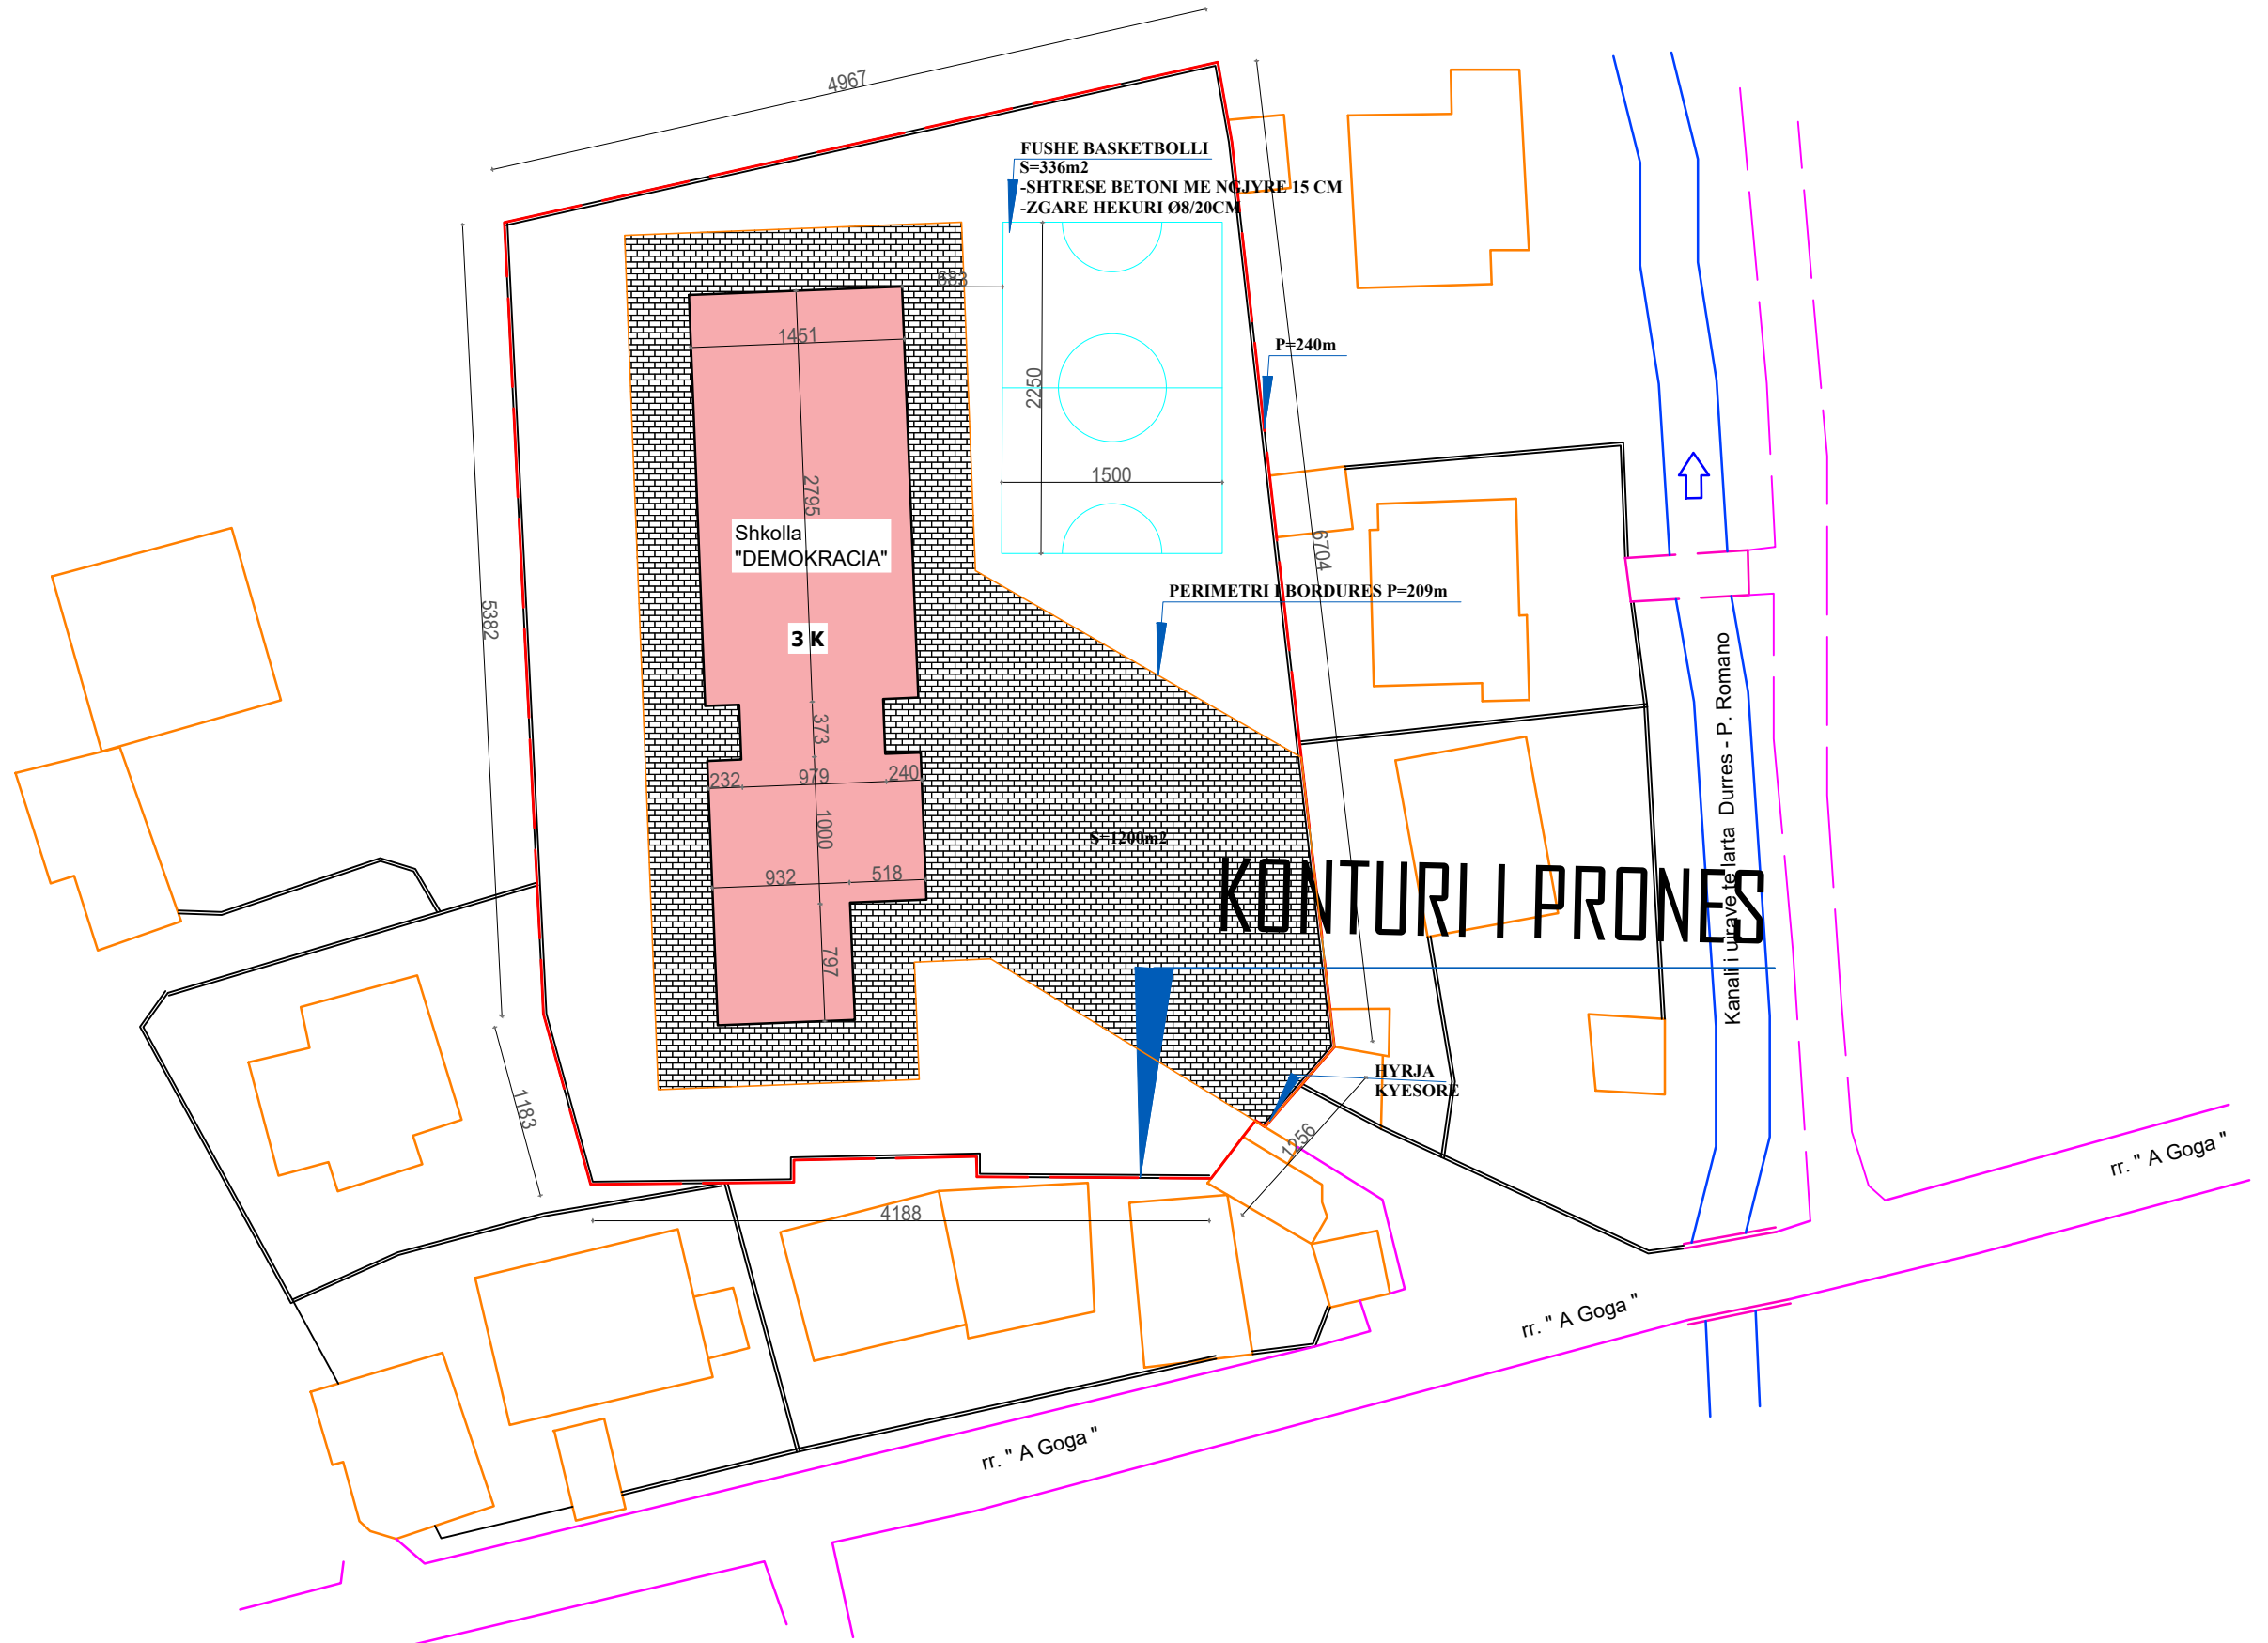 4967
FUSHE BASKETBOLLI
S=336m2
-SHTRESE BETONI ME NGJYRE 15 CM
-ZGARE HEKURI Ø8/20CM
683
1451
P=240m
2250
1500
2795
Shkolla
"DEMOKRACIA"
6704
5382
PERIMETRI I BORDURES P=209m
3 K
373
232
979
240
1000
S=1200m2
932
518
KONTURI I PRONES
Kanali i ujrave te larta Durres - P. Romano
797
HYRJA
KYESORE
1183
1256
4188
rr. " A Goga "
rr. " A Goga "
rr. " A Goga "